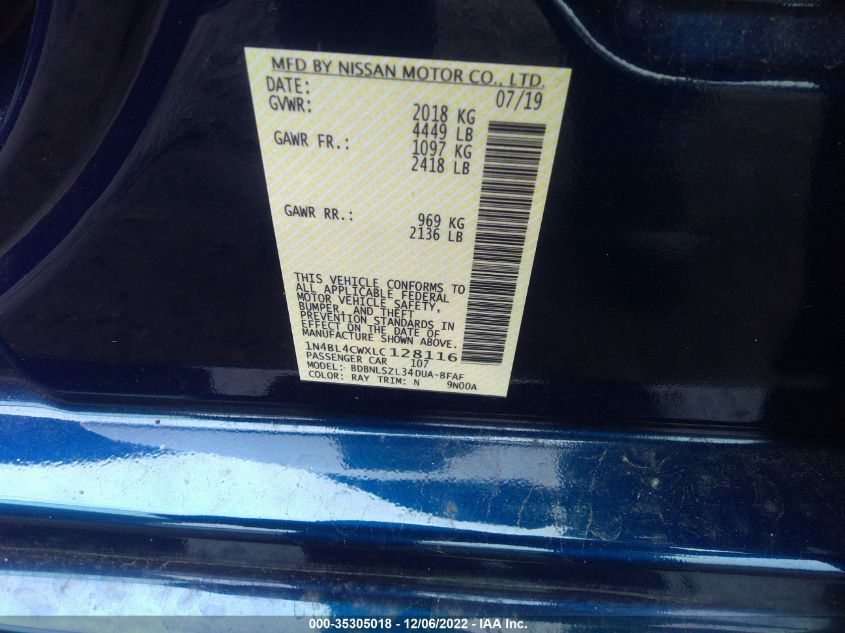 MFD BY NISSAN MOTOR CO., LTD.
DATE: 07/19
GVWR: 2018 KG
4449 LB
GAWR FR.: 1097 KG
2418 LB
GAWR RR.: 969 KG
2136 LB
THIS VEHICLE CONFORMS TO
ALL APPLICABLE FEDERAL
MOTOR VEHICLE SAFETY,
BUMPER, AND THEFT
PREVENTION STANDARDS IN
EFFECT ON THE DATE OF
MANUFACTURE SHOWN ABOVE.
1N4BL4CWXLC128116
PASSENGER CAR 107
MODEL: BDBNLSZL34DUA-BFAF
COLOR: RAY TRIM: N 9N00A
000-35305018 - 12/06/2022 - IAA Inc.